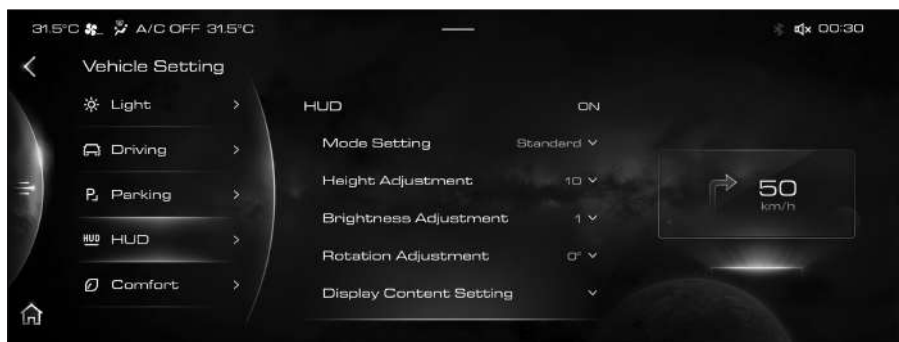 31.5°C A/C OFF 31.5°C 00:30
Vehicle Setting
Light
Driving
Parking
HUD HUD
Comfort
HUD ON
Mode Setting Standard
Height Adjustment 10
Brightness Adjustment 1
Rotation Adjustment 0°
Display Content Setting
50
km/h